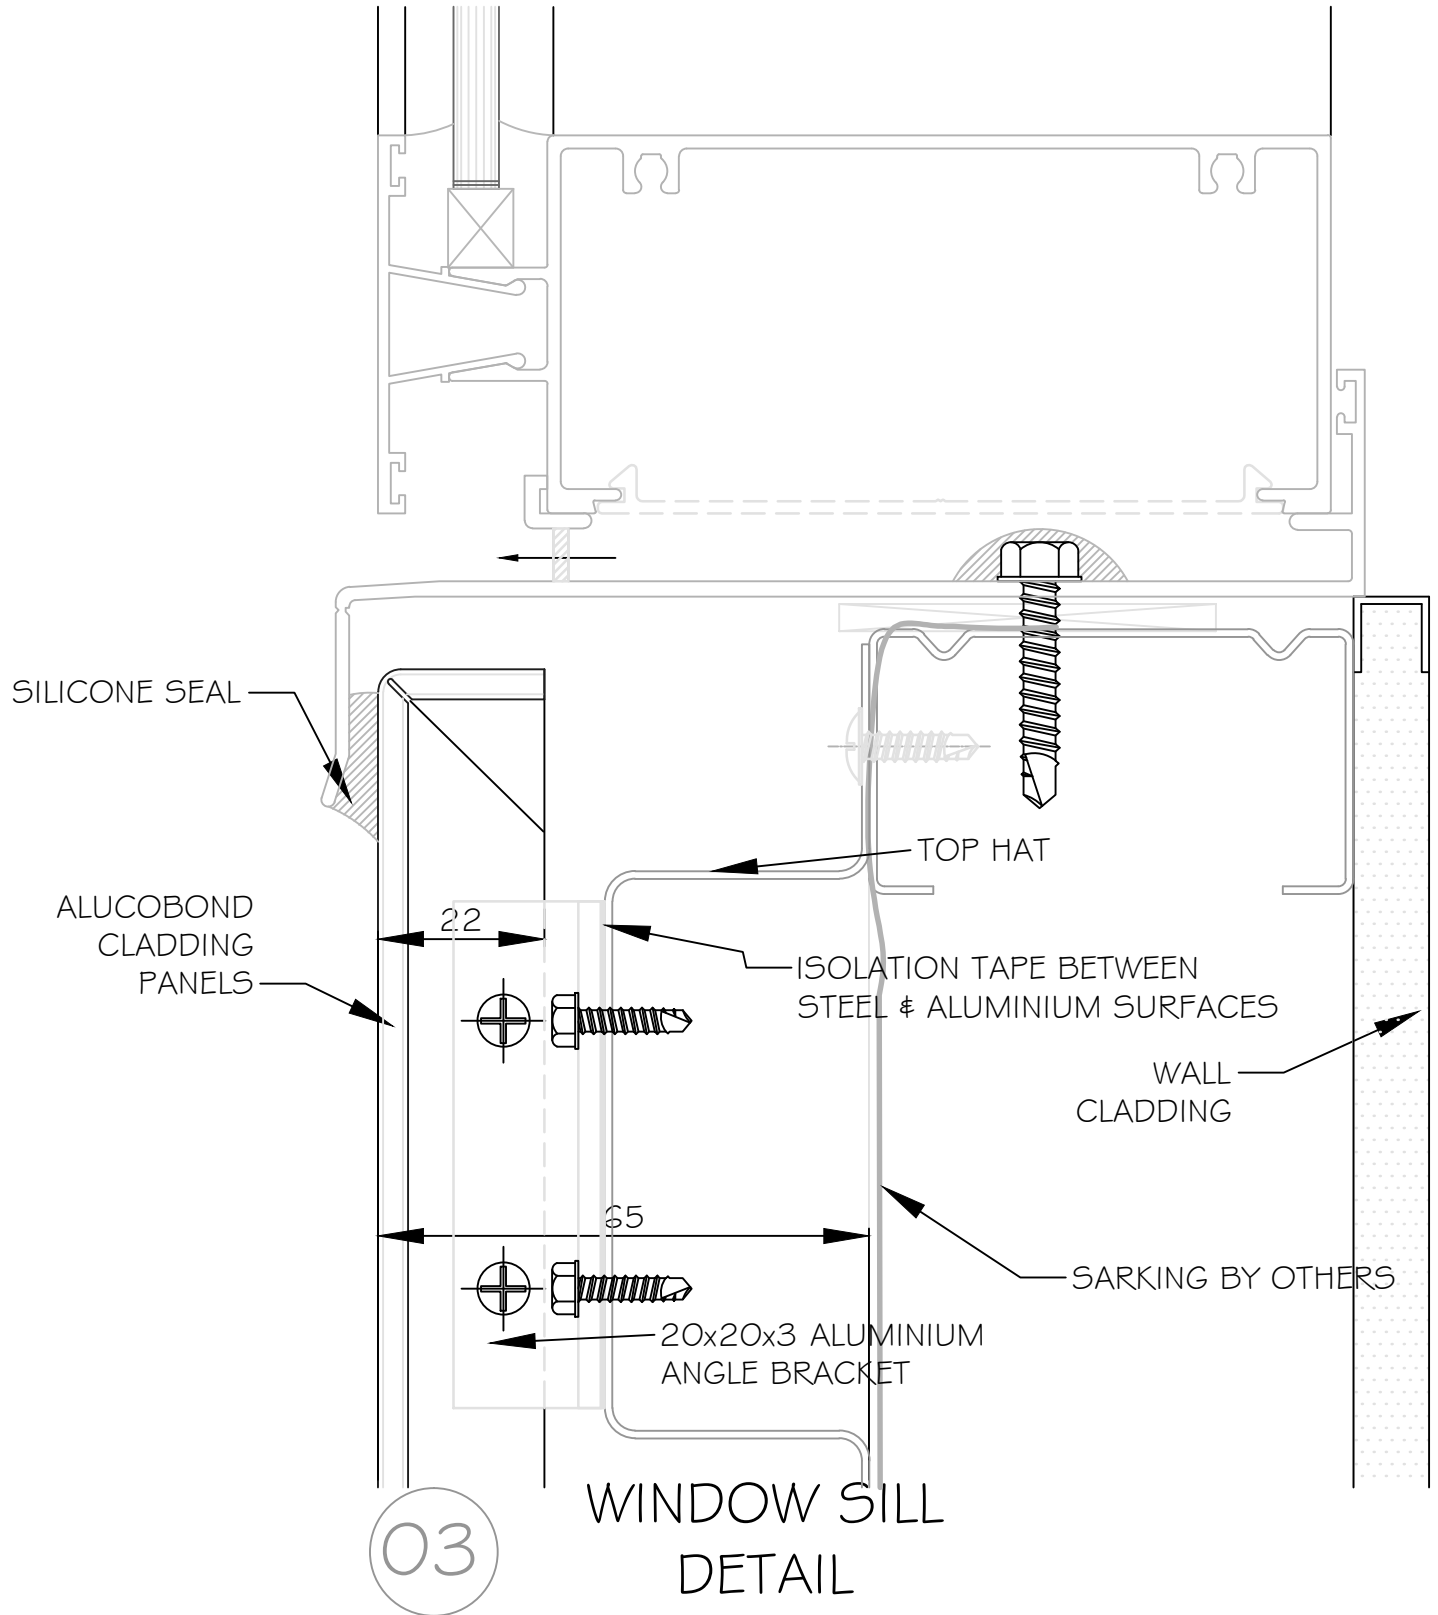 SILICONE SEAL
TOP HAT
ALUCOBOND
CLADDING
PANELS
22
ISOLATION TAPE BETWEEN
STEEL & ALUMINIUM SURFACES
WALL
CLADDING
65
SARKING BY OTHERS
20x20x3 ALUMINIUM
ANGLE BRACKET
WINDOW SILL
DETAIL
03